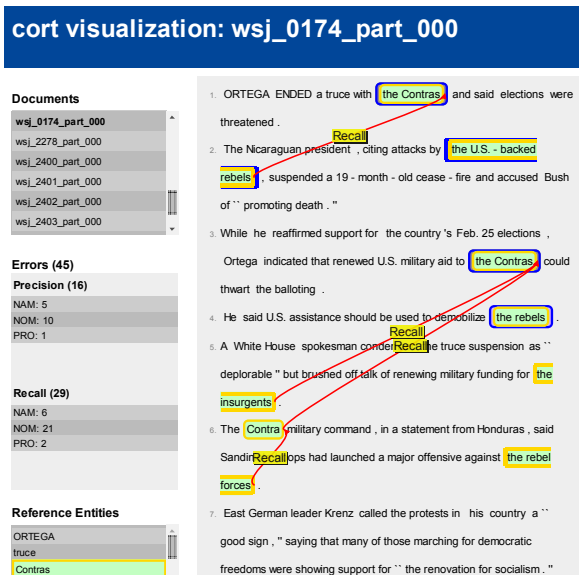 cort visualization: wsj_0174_part_000
Documents
wsj_0174_part_000
wsj_2278_part_000
wsj_2400_part_000
wsj_2401_part_000
wsj_2402_part_000
wsj_2403_part_000
Errors (45)
Precision (16)
NAM: 5
NOM: 10
PRO: 1
Recall (29)
NAM: 6
NOM: 21
PRO: 2
Reference Entities
ORTEGA
truce
Contras
1. ORTEGA ENDED a truce with the Contras and said elections were
threatened .
Recall
2. The Nicaraguan president , citing attacks by the U.S. - backed
rebels , suspended a 19 - month - old cease - fire and accused Bush
of `` promoting death . ''
3. While he reaffirmed support for the country 's Feb. 25 elections ,
Ortega indicated that renewed U.S. military aid to the Contras could
thwart the balloting .
4. He said U.S. assistance should be used to demobilize the rebels .
Recall
5. A White House spokesman conde Recall he truce suspension as ``
deplorable '' but brushed off talk of renewing military funding for the
insurgents .
6. The Contra military command , in a statement from Honduras , said
Sandin Recall ops had launched a major offensive against the rebel
forces .
7. East German leader Krenz called the protests in his country a ``
good sign , '' saying that many of those marching for democratic
freedoms were showing support for `` the renovation for socialism . ''